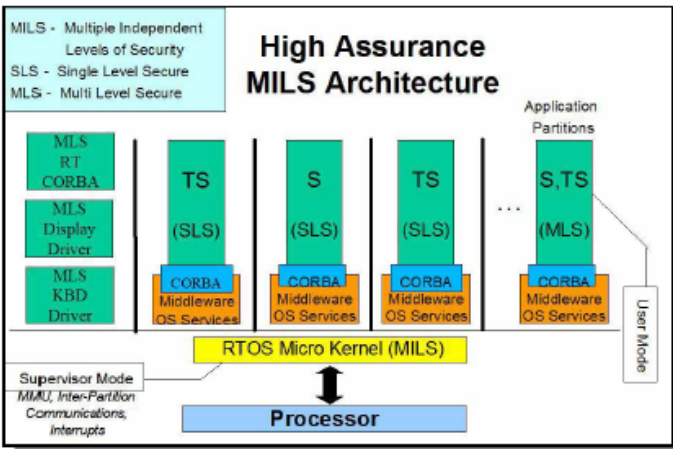 MILS - Multiple Independent
Levels of Security
SLS - Single Level Secure
MLS - Multi Level Secure
High Assurance
MILS Architecture
Application
Partitions
MLS
RT
CORBA
MLS
Display
Driver
MLS
KBD
Driver
TS
(SLS)
CORBA
Middleware
OS Services
S
(SLS)
CORBA
Middleware
OS Services
TS
(SLS)
CORBA
Middleware
OS Services
...
S,TS
(MLS)
CORBA
Middleware
OS Services
User Mode
RTOS Micro Kernel (MILS)
Supervisor Mode
MMU, Inter-Partition
Communications,
Interrupts
Processor